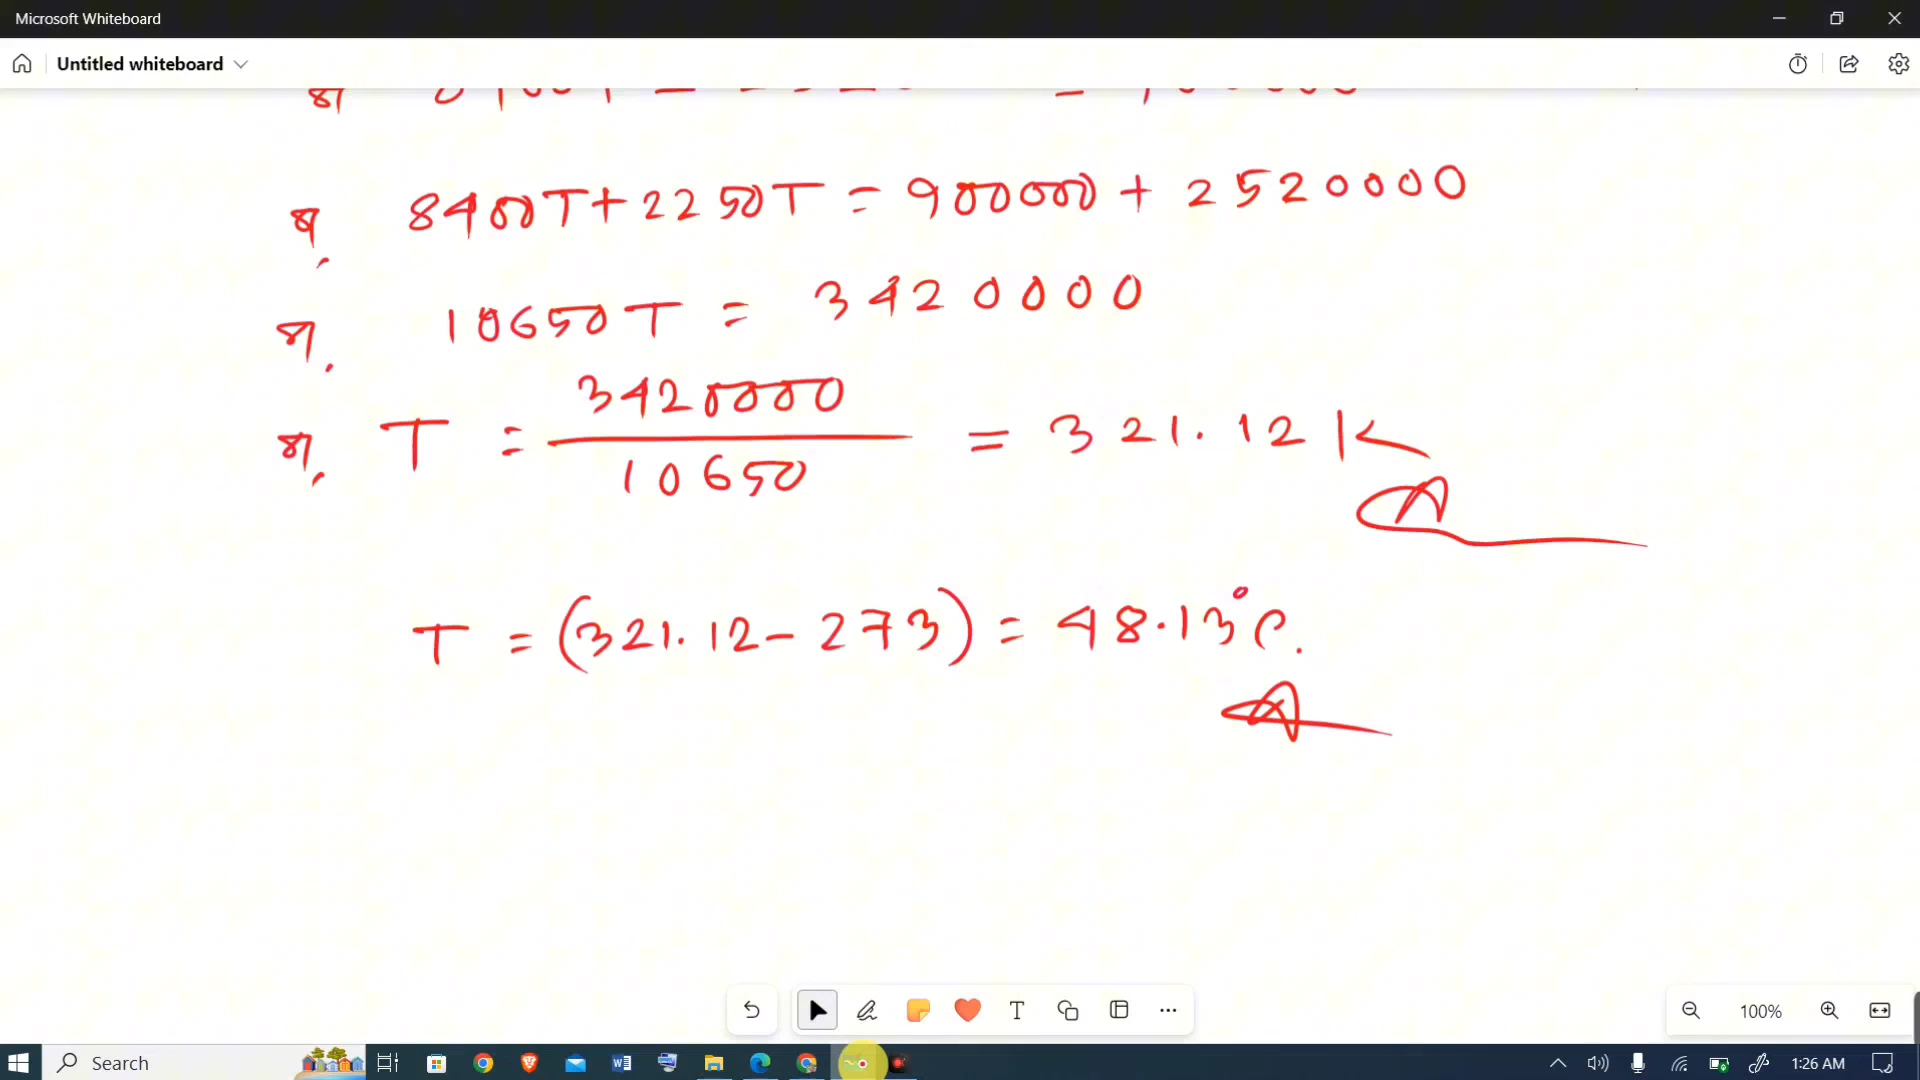 Microsoft Whiteboard
Untitled whiteboard
8400T + 2250T = 900000 + 2520000
10650T = 3420000
T = 3420000 / 10650 = 321.12 K
T = (321.12 - 273) = 48.13°C.
100%
Search
1:26 AM